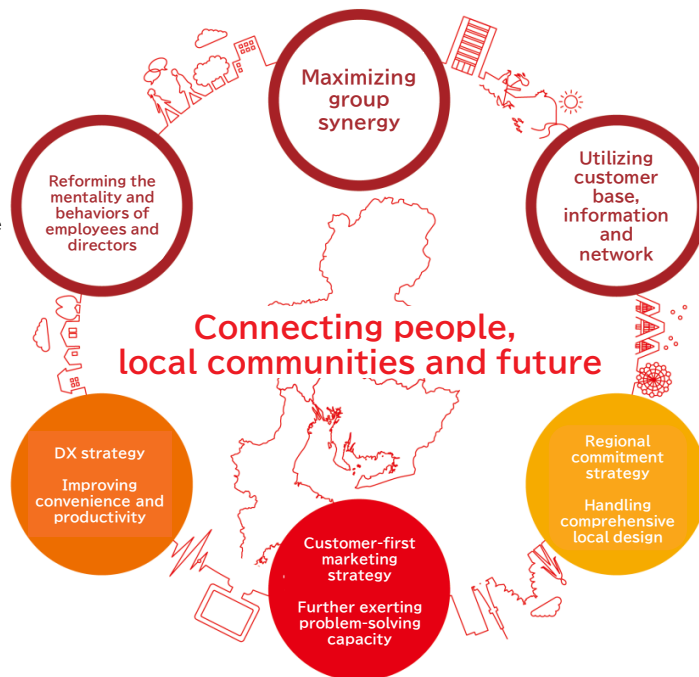 Maximizing
group
synergy
Reforming the
mentality and
behaviors of
employees and
directors
Utilizing
customer
base,
information
and
network
e
Connecting people,
local communities and future
DX strategy
Improving
convenience and
productivity
Regional
commitment
strategy
Handling
comprehensive
local design
Customer-first
marketing
strategy
Further exerting
problem-solving
capacity